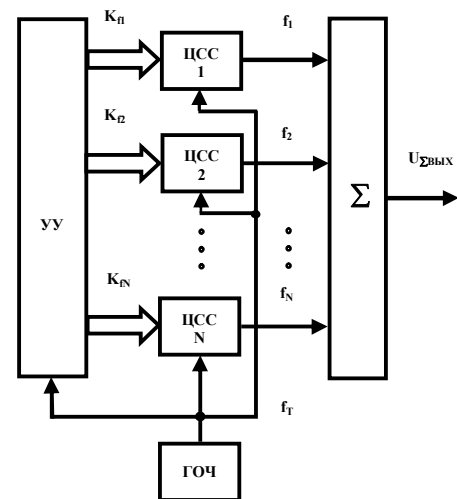 K_f1
ЦСС
1
f_1
K_f2
ЦСС
2
f_2
УУ
Σ
U_ΣВЫХ
K_fN
ЦСС
N
f_N
f_T
ГОЧ